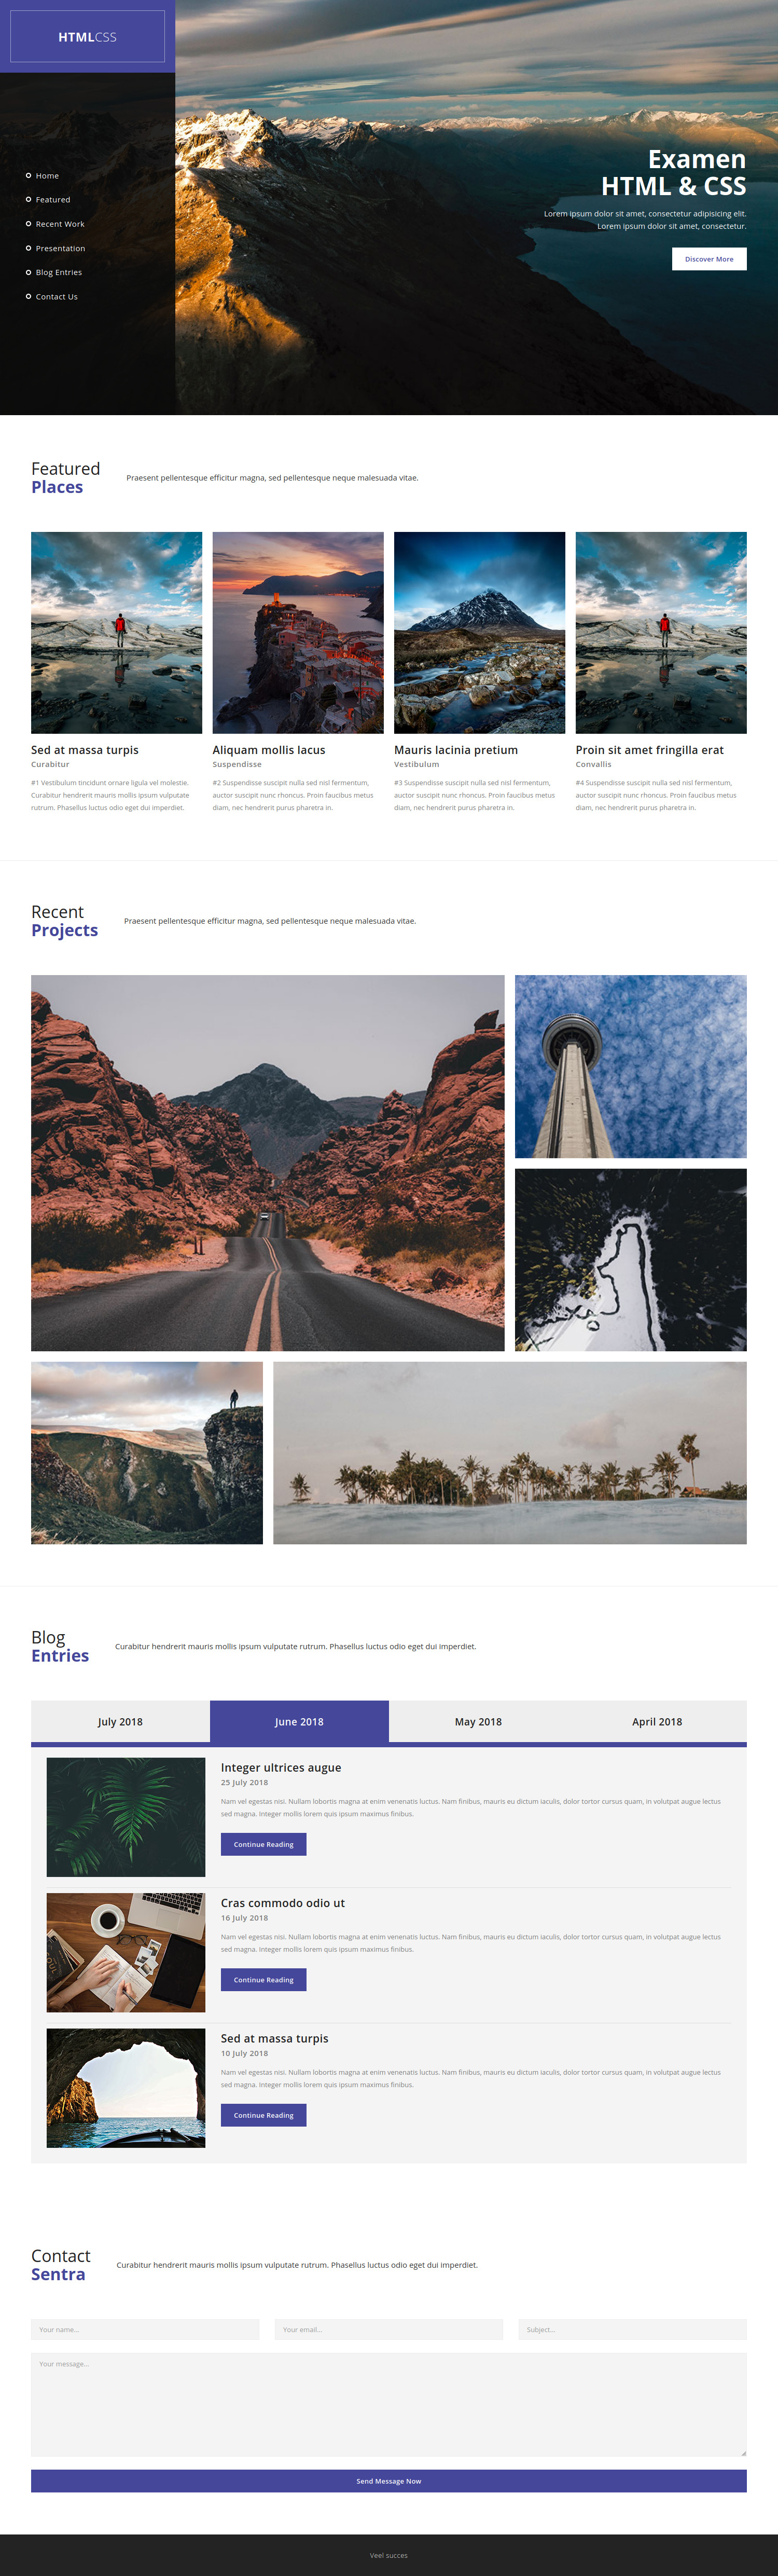 HTMLCSS
Home
Featured
Recent Work
Presentation
Blog Entries
Contact Us
Examen
HTML & CSS
Lorem ipsum dolor sit amet, consectetur adipisicing elit.
Lorem ipsum dolor sit amet, consectetur.
Discover More
Featured
Places
Praesent pellentesque efficitur magna, sed pellentesque neque malesuada vitae.
Sed at massa turpis
Curabitur
#1 Vestibulum tincidunt ornare ligula vel molestie.
Curabitur hendrerit mauris mollis ipsum vulputate
rutrum. Phasellus luctus odio eget dui imperdiet.
Aliquam mollis lacus
Suspendisse
#2 Suspendisse suscipit nulla sed nisl fermentum,
auctor suscipit nunc rhoncus. Proin faucibus metus
diam, nec hendrerit purus pharetra in.
Mauris lacinia pretium
Vestibulum
#3 Suspendisse suscipit nulla sed nisl fermentum,
auctor suscipit nunc rhoncus. Proin faucibus metus
diam, nec hendrerit purus pharetra in.
Proin sit amet fringilla erat
Convallis
#4 Suspendisse suscipit nulla sed nisl fermentum,
auctor suscipit nunc rhoncus. Proin faucibus metus
diam, nec hendrerit purus pharetra in.
Recent
Projects
Praesent pellentesque efficitur magna, sed pellentesque neque malesuada vitae.
Blog
Entries
Curabitur hendrerit mauris mollis ipsum vulputate rutrum. Phasellus luctus odio eget dui imperdiet.
July 2018
June 2018
May 2018
April 2018
Integer ultrices augue
25 July 2018
Nam vel egestas nisi. Nullam lobortis magna at enim venenatis luctus. Nam finibus, mauris eu dictum iaculis, dolor tortor cursus quam, in volutpat augue lectus
sed magna. Integer mollis lorem quis ipsum maximus finibus.
Continue Reading
Cras commodo odio ut
16 July 2018
Nam vel egestas nisi. Nullam lobortis magna at enim venenatis luctus. Nam finibus, mauris eu dictum iaculis, dolor tortor cursus quam, in volutpat augue lectus
sed magna. Integer mollis lorem quis ipsum maximus finibus.
Continue Reading
Sed at massa turpis
10 July 2018
Nam vel egestas nisi. Nullam lobortis magna at enim venenatis luctus. Nam finibus, mauris eu dictum iaculis, dolor tortor cursus quam, in volutpat augue lectus
sed magna. Integer mollis lorem quis ipsum maximus finibus.
Continue Reading
Contact
Sentra
Curabitur hendrerit mauris mollis ipsum vulputate rutrum. Phasellus luctus odio eget dui imperdiet.
Your name...
Your email...
Subject...
Your message...
Send Message Now
Veel succes